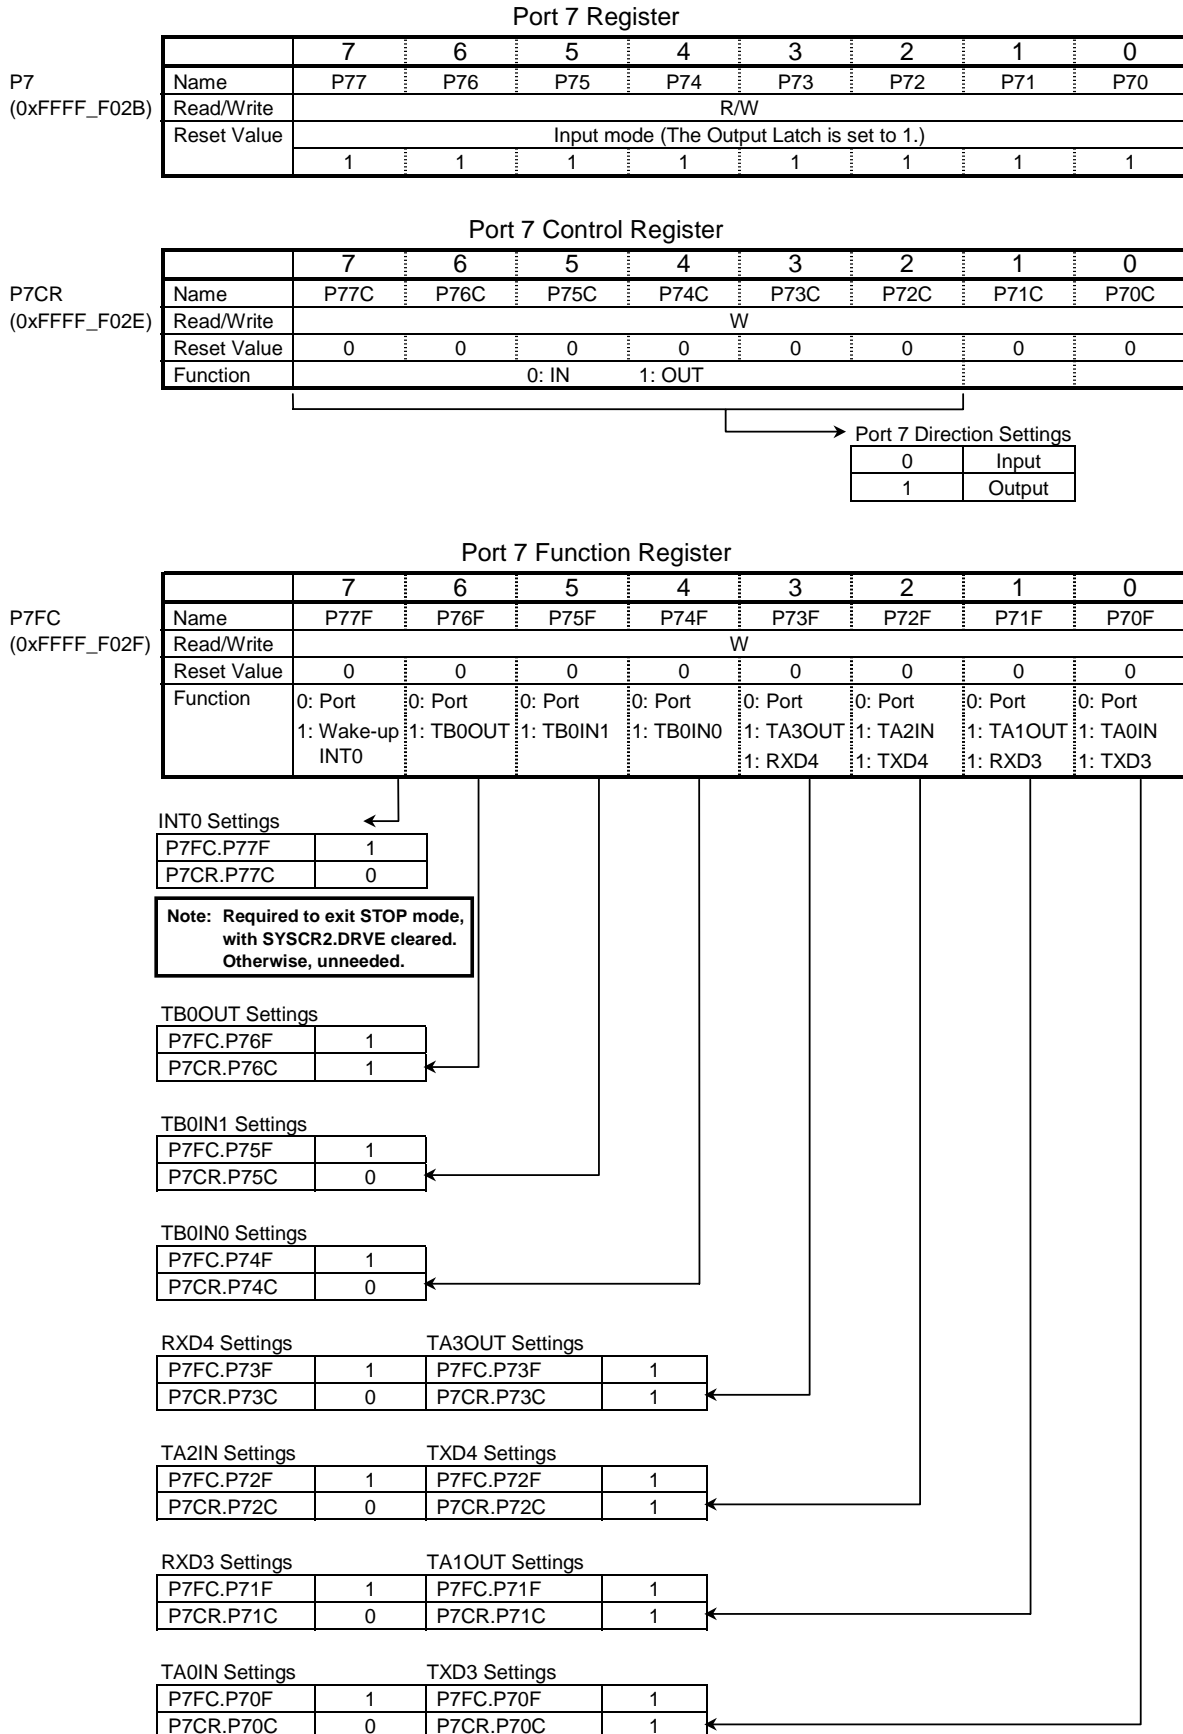 Port 7 Register
7 6 5 4 3 2 1 0
P7 Name P77 P76 P75 P74 P73 P72 P71 P70
(0xFFFF_F02B) Read/Write R/W
Reset Value Input mode (The Output Latch is set to 1.)
1 1 1 1 1 1 1 1
Port 7 Control Register
7 6 5 4 3 2 1 0
P7CR Name P77C P76C P75C P74C P73C P72C P71C P70C
(0xFFFF_F02E) Read/Write W
Reset Value 0 0 0 0 0 0 0 0
Function 0: IN 1: OUT
Port 7 Direction Settings
0 Input
1 Output
Port 7 Function Register
7 6 5 4 3 2 1 0
P7FC Name P77F P76F P75F P74F P73F P72F P71F P70F
(0xFFFF_F02F) Read/Write W
Reset Value 0 0 0 0 0 0 0 0
Function 0: Port 0: Port 0: Port 0: Port 0: Port 0: Port 0: Port 0: Port
1: Wake-up 1: TB0OUT 1: TB0IN1 1: TB0IN0 1: TA3OUT 1: TA2IN 1: TA1OUT 1: TA0IN
INT0 1: RXD4 1: TXD4 1: RXD3 1: TXD3
INT0 Settings
P7FC.P77F 1
P7CR.P77C 0
Note: Required to exit STOP mode,
with SYSCR2.DRVE cleared.
Otherwise, unneeded.
TB0OUT Settings
P7FC.P76F 1
P7CR.P76C 1
TB0IN1 Settings
P7FC.P75F 1
P7CR.P75C 0
TB0IN0 Settings
P7FC.P74F 1
P7CR.P74C 0
RXD4 Settings TA3OUT Settings
P7FC.P73F 1 P7FC.P73F 1
P7CR.P73C 0 P7CR.P73C 1
TA2IN Settings TXD4 Settings
P7FC.P72F 1 P7FC.P72F 1
P7CR.P72C 0 P7CR.P72C 1
RXD3 Settings TA1OUT Settings
P7FC.P71F 1 P7FC.P71F 1
P7CR.P71C 0 P7CR.P71C 1
TA0IN Settings TXD3 Settings
P7FC.P70F 1 P7FC.P70F 1
P7CR.P70C 0 P7CR.P70C 1